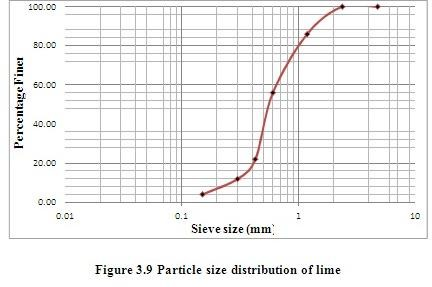 100.00
80.00
60.00
40.00
20.00
0.00
Percentage Finer
0.01 0.1 1 10
Sieve size (mm)
Figure 3.9 Particle size distribution of lime